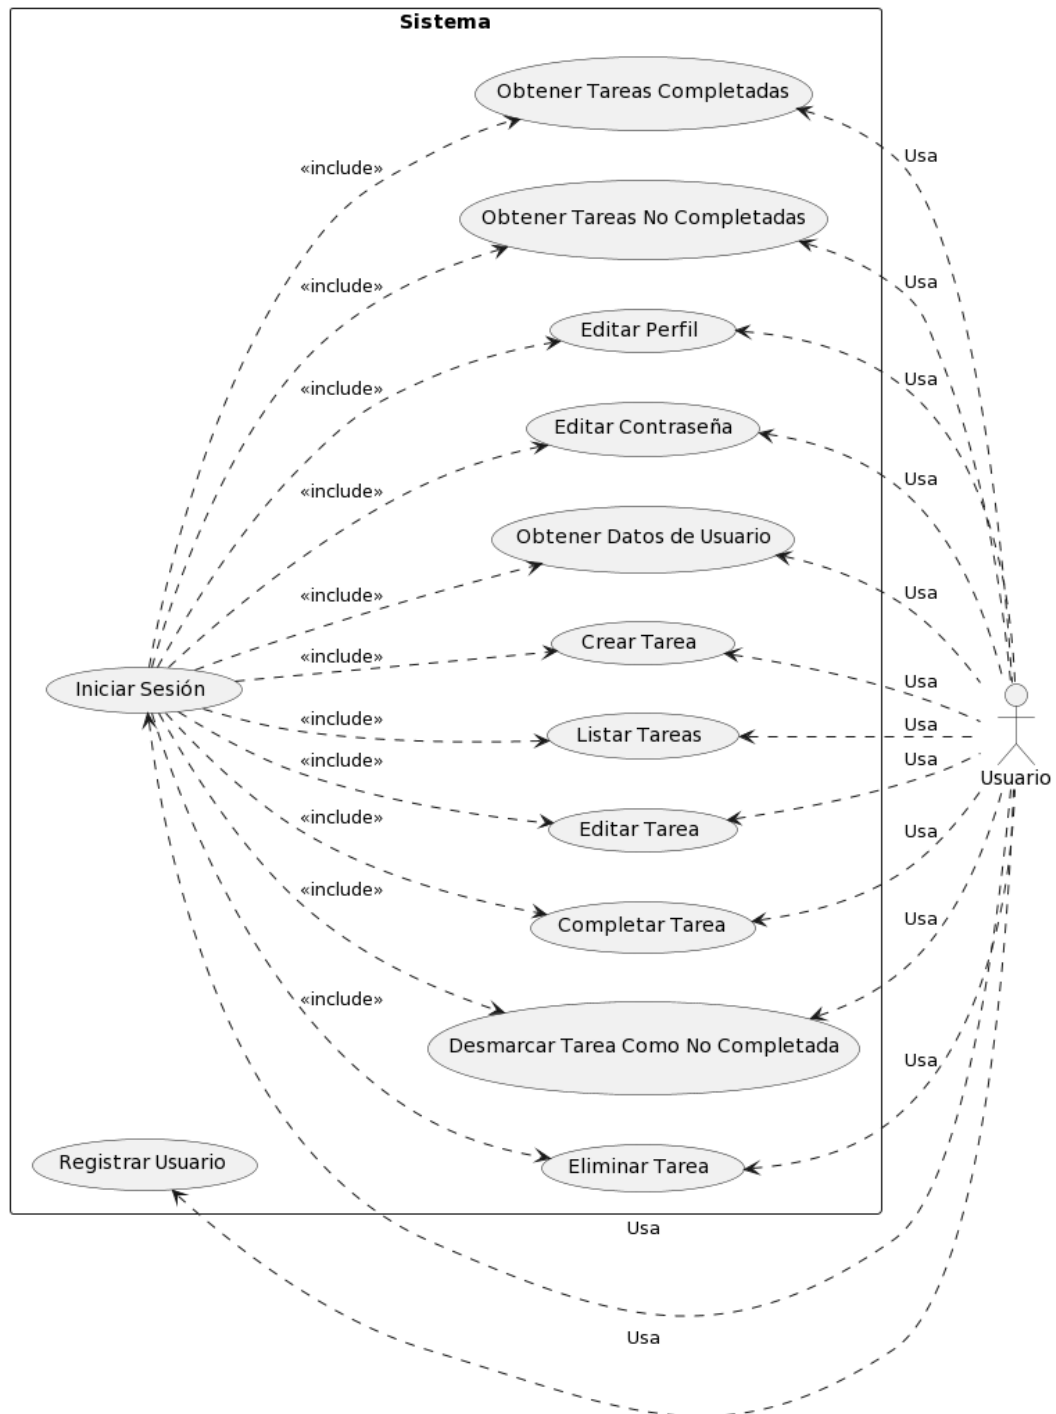 Sistema
Obtener Tareas Completadas
Usa
«include»
Obtener Tareas No Completadas
Usa
«include»
Editar Perfil
Usa
«include»
Editar Contraseña
Usa
«include»
Obtener Datos de Usuario
Usa
«include»
Crear Tarea
«include»
Usa
Iniciar Sesión
«include»
Usa
Listar Tareas
«include»
Usa
Usuario
«include»
Editar Tarea
Usa
«include»
Completar Tarea
Usa
«include»
Desmarcar Tarea Como No Completada
Usa
Registrar Usuario
Eliminar Tarea
Usa
Usa